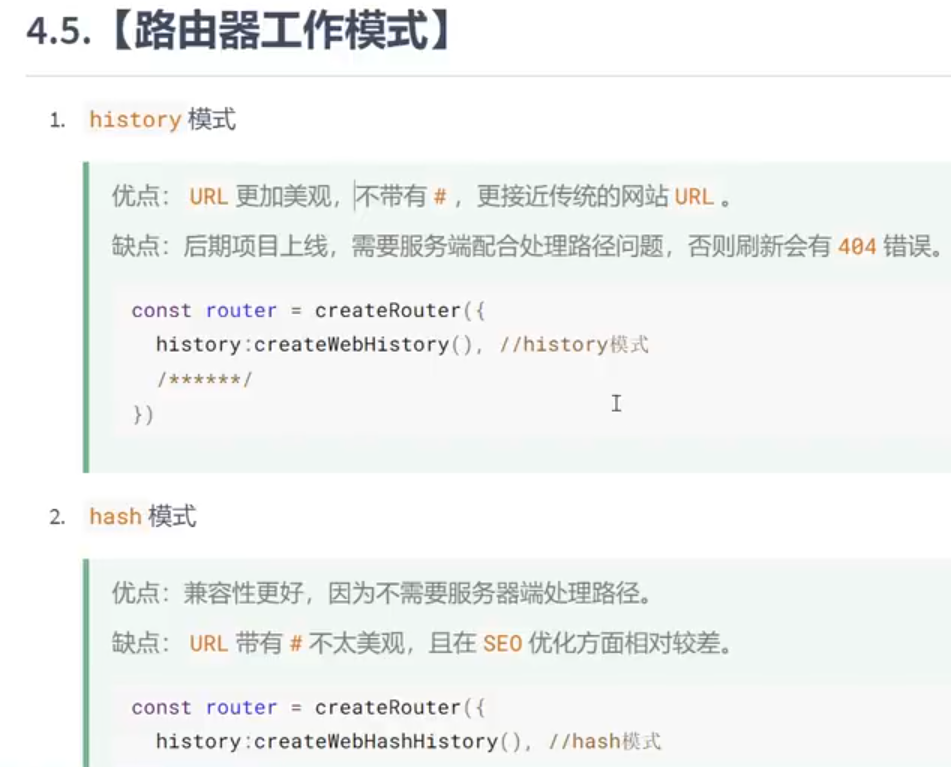 4.5.【路由器工作模式】
1. history 模式
优点： URL 更加美观，不带有 # ，更接近传统的网站 URL 。
缺点：后期项目上线，需要服务端配合处理路径问题，否则刷新会有 404 错误。
const router = createRouter({
history:createWebHistory(), //history模式
/******/
})
2. hash 模式
优点：兼容性更好，因为不需要服务器端处理路径。
缺点： URL 带有 # 不太美观，且在 SEO 优化方面相对较差。
const router = createRouter({
history:createWebHashHistory(), //hash模式